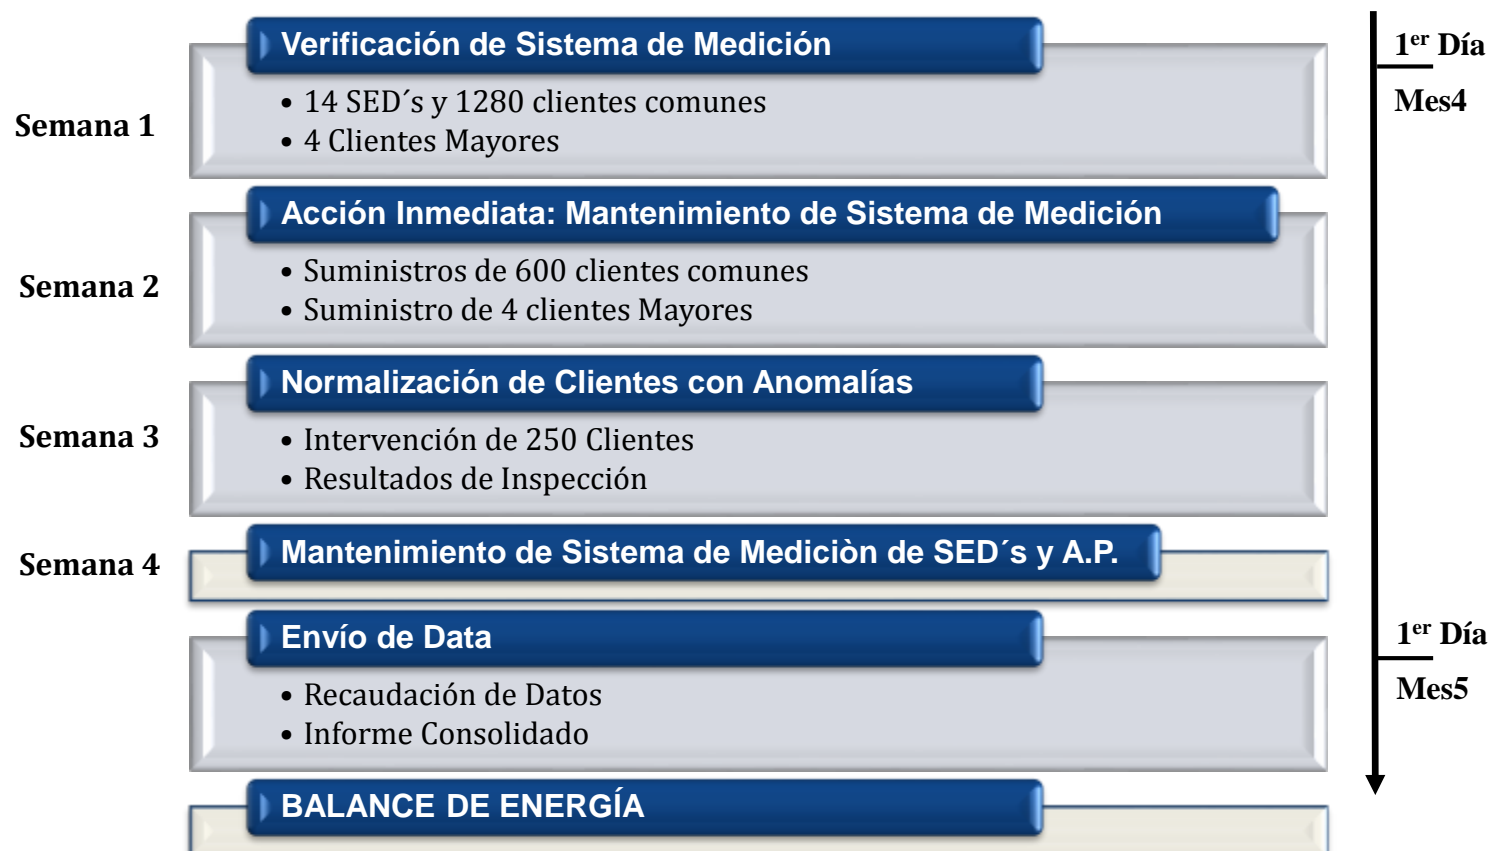 Verificación de Sistema de Medición
1er Día
Semana 1
• 14 SED´s y 1280 clientes comunes
• 4 Clientes Mayores
Mes4
Acción Inmediata: Mantenimiento de Sistema de Medición
Semana 2
• Suministros de 600 clientes comunes
• Suministro de 4 clientes Mayores
Normalización de Clientes con Anomalías
Semana 3
• Intervención de 250 Clientes
• Resultados de Inspección
Semana 4
Mantenimiento de Sistema de Mediciòn de SED´s y A.P.
Envío de Data
1er Día
• Recaudación de Datos
• Informe Consolidado
Mes5
BALANCE DE ENERGÍA